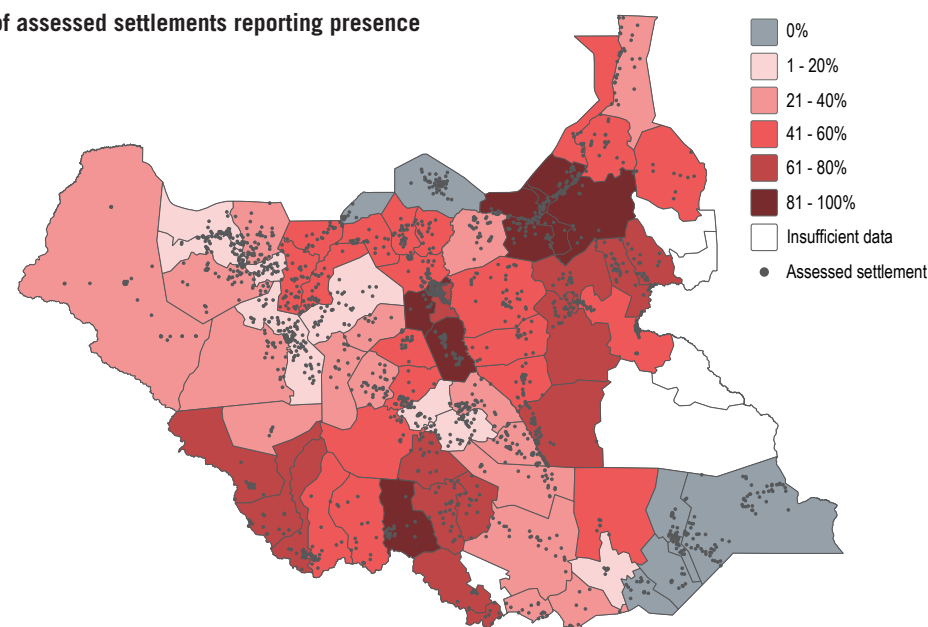 of assessed settlements reporting presence
0%
1 - 20%
21 - 40%
41 - 60%
61 - 80%
81 - 100%
Insufficient data
Assessed settlement